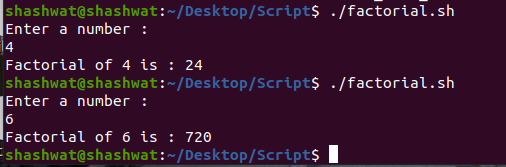 shashwat@shashwat:~/Desktop/Script$ ./factorial.sh
Enter a number :
4
Factorial of 4 is : 24
shashwat@shashwat:~/Desktop/Script$ ./factorial.sh
Enter a number :
6
Factorial of 6 is : 720
shashwat@shashwat:~/Desktop/Script$